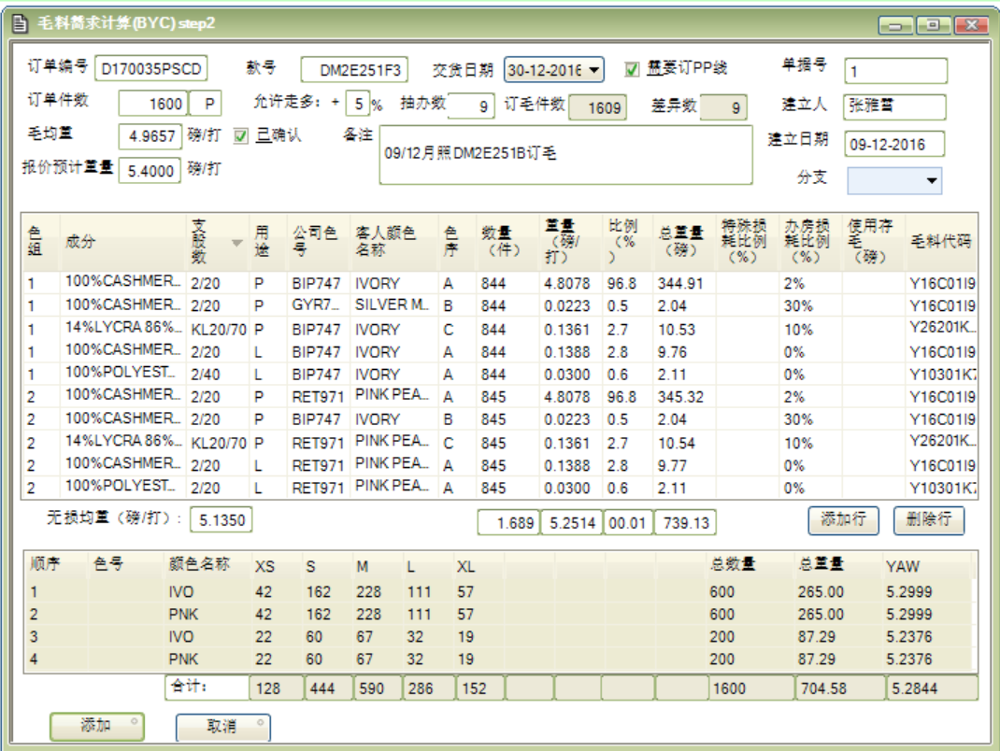 毛料需求计算(BYC) step2
订单编号 D170035PSCD 款号 DM2E251F3 交货日期 30-12-2016 需要订PP线 单据号 1
订单件数 1600 P 允许走多: + 5 % 抽办数 9 订毛件数 1609 差异数 9 建立人 张雅雪
毛均重 4.9657 磅/打 已确认 备注 09/12月照DM2E251B订毛 建立日期 09-12-2016
报价预计重量 5.4000 磅/打 分支
色组 成分 支股数 用途 公司色号 客人颜色名称 色序 数量（件） 重量（磅/打） 比例（%） 总重量（磅） 特殊损耗比例（%） 办房损耗比例（%） 使用存毛（磅） 毛料代码
1 100%CASHMER... 2/20 P BIP747 IVORY A 844 4.8078 96.8 344.91 2% Y16C01I9
1 100%CASHMER... 2/20 P GYR7... SILVER M... B 844 0.0223 0.5 2.04 30% Y16C01I9
1 14%LYCRA 86%... KL20/70 P BIP747 IVORY C 844 0.1361 2.7 10.53 10% Y26201K...
1 100%CASHMER... 2/20 L BIP747 IVORY A 844 0.1388 2.8 9.76 0% Y16C01I9
1 100%POLYEST... 2/40 L BIP747 IVORY A 844 0.0300 0.6 2.11 0% Y10301K7
2 100%CASHMER... 2/20 P RET971 PINK PEA... A 845 4.8078 96.8 345.32 2% Y16C01I9
2 100%CASHMER... 2/20 P BIP747 IVORY B 845 0.0223 0.5 2.04 30% Y16C01I9
2 14%LYCRA 86%... KL20/70 P RET971 PINK PEA... C 845 0.1361 2.7 10.54 10% Y26201K...
2 100%CASHMER... 2/20 L RET971 PINK PEA... A 845 0.1388 2.8 9.77 0% Y16C01I9
2 100%POLYEST... 2/20 L RET971 PINK PEA... A 845 0.0300 0.6 2.11 0% Y10301K7
无损均重（磅/打）: 5.1350 1.689 5.2514 00.01 739.13 添加行 删除行
顺序 色号 颜色名称 XS S M L XL 总数量 总重量 YAW
1 IVO 42 162 228 111 57 600 265.00 5.2999
2 PNK 42 162 228 111 57 600 265.00 5.2999
3 IVO 22 60 67 32 19 200 87.29 5.2376
4 PNK 22 60 67 32 19 200 87.29 5.2376
合计: 128 444 590 286 152 1600 704.58 5.2844
添加 取消